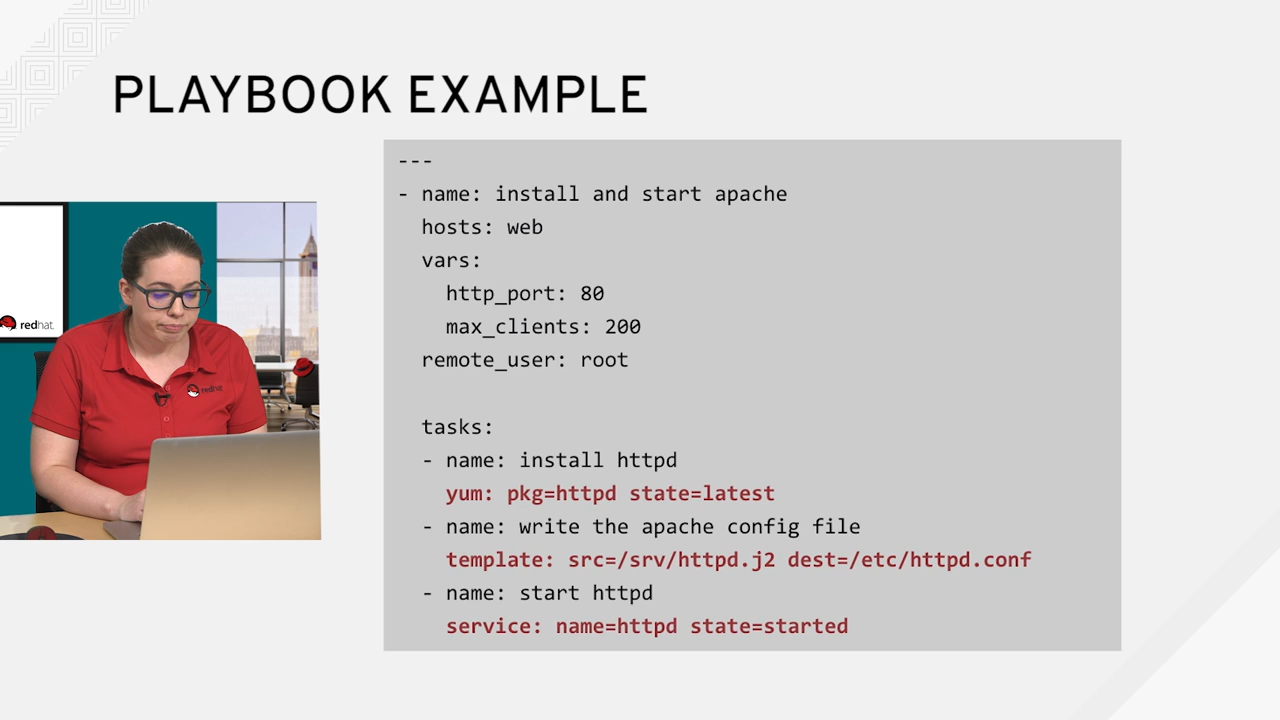 PLAYBOOK EXAMPLE
---
- name: install and start apache
  hosts: web
  vars:
    http_port: 80
    max_clients: 200
  remote_user: root
  tasks:
  - name: install httpd
    yum: pkg=httpd state=latest
  - name: write the apache config file
    template: src=/srv/httpd.j2 dest=/etc/httpd.conf
  - name: start httpd
    service: name=httpd state=started
redhat.
redhat